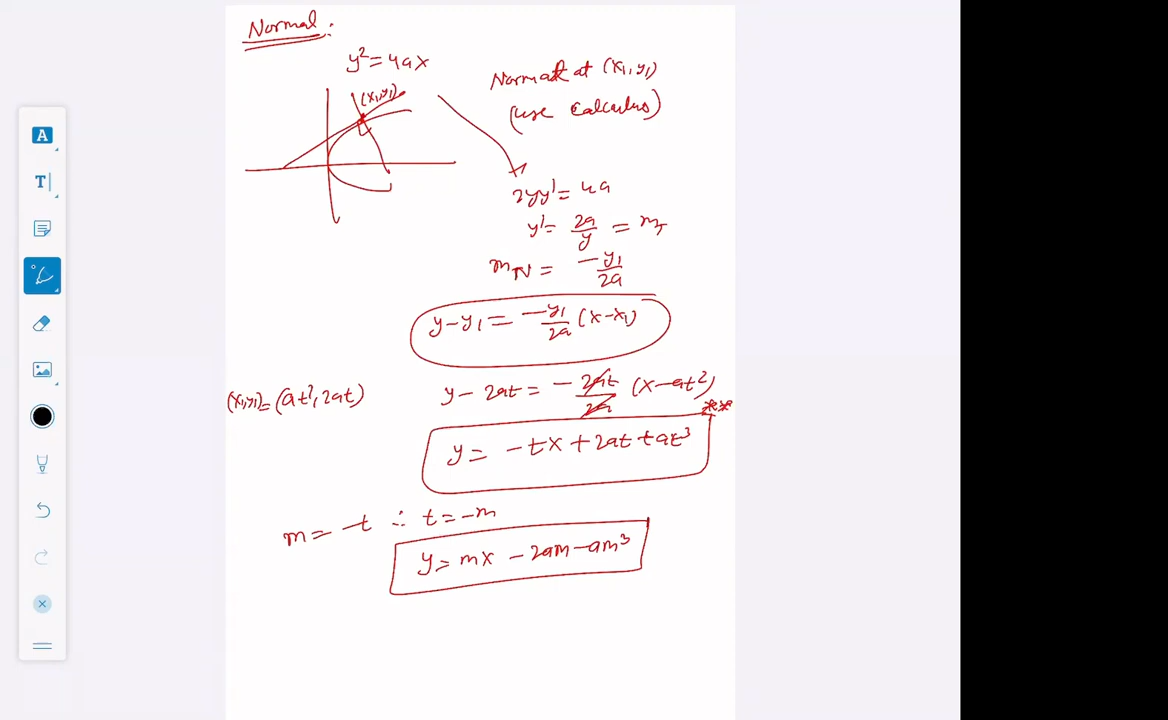 Normal :
y² = 4ax
(x₁,y₁)
Normal at (x₁,y₁)
(use calculus)
2yy' = 4a
y' = 2a/y = m_T
m_N = -y₁/2a
y-y₁ = -y₁/2a (x-x₁)
(x₁,y₁) = (at², 2at)
y - 2at = - 2at/2a (x-at²)
**
y = -tx + 2at + at³
m = -t ∴ t = -m
y = mx - 2am - am³
A
T